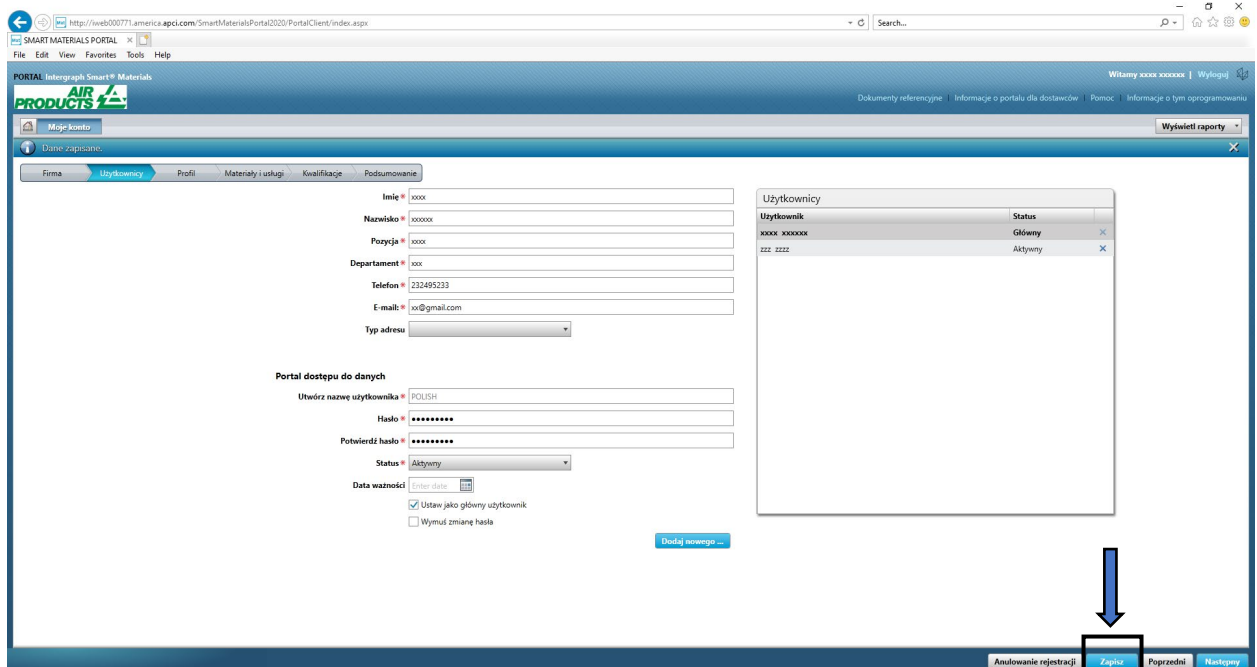 http://iweb000771.america.apci.com/SmartMaterialsPortal2020/PortalClient/index.aspx
Search...
SMART MATERIALS PORTAL
File Edit View Favorites Tools Help
PORTAL Intergraph Smart® Materials
Witamy xxxx xxxxxx | Wyloguj
AIR PRODUCTS
Dokumenty referencyjne | Informacje o portalu dla dostawców | Pomoc | Informacje o tym oprogramowaniu
Moje konto
Wyświetl raporty
Dane zapisane.
Firma Użytkownicy Profil Materiały i usługi Kwalifikacje Podsumowanie
Imię * xxxx
Nazwisko * xxxxxx
Pozycja * xxxx
Departament * xxx
Telefon * 232495233
E-mail: * xx@gmail.com
Typ adresu
Portal dostępu do danych
Utwórz nazwę użytkownika * POLISH
Hasło * •••••••••
Potwierdź hasło * •••••••••
Status * Aktywny
Data ważności Enter date
Ustaw jako główny użytkownik
Wymuś zmianę hasła
Dodaj nowego ...
Użytkownicy
Użytkownik Status
xxxx xxxxxx Główny
zzz zzzz Aktywny
Anulowanie rejestracji Zapisz Poprzedni Następny